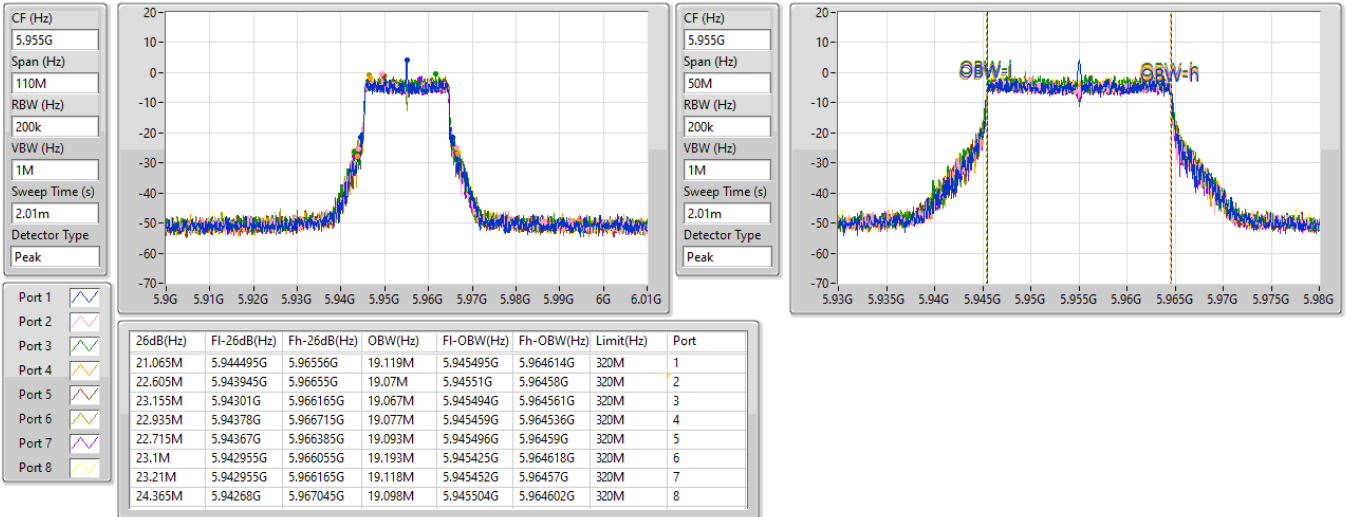 CF (Hz)
5.955G
Span (Hz)
110M
RBW (Hz)
200k
VBW (Hz)
1M
Sweep Time (s)
2.01m
Detector Type
Peak
20
10
0
-10
-20
-30
-40
-50
-60
-70
5.9G 5.91G 5.92G 5.93G 5.94G 5.95G 5.96G 5.97G 5.98G 5.99G 6G 6.01G
CF (Hz)
5.955G
Span (Hz)
50M
RBW (Hz)
200k
VBW (Hz)
1M
Sweep Time (s)
2.01m
Detector Type
Peak
20
10
0
-10
-20
-30
-40
-50
-60
-70
OBW-l OBW-h
5.93G 5.935G 5.94G 5.945G 5.95G 5.955G 5.96G 5.965G 5.97G 5.975G 5.98G
Port 1
Port 2
Port 3
Port 4
Port 5
Port 6
Port 7
Port 8
26dB(Hz) Fl-26dB(Hz) Fh-26dB(Hz) OBW(Hz) Fl-OBW(Hz) Fh-OBW(Hz) Limit(Hz) Port
21.065M 5.944495G 5.96556G 19.119M 5.945495G 5.964614G 320M 1
22.605M 5.943945G 5.96655G 19.07M 5.94551G 5.96458G 320M 2
23.155M 5.94301G 5.966165G 19.067M 5.945494G 5.964561G 320M 3
22.935M 5.94378G 5.966715G 19.077M 5.945459G 5.964536G 320M 4
22.715M 5.94367G 5.966385G 19.093M 5.945496G 5.96459G 320M 5
23.1M 5.942955G 5.966055G 19.193M 5.945425G 5.964618G 320M 6
23.21M 5.942955G 5.966165G 19.118M 5.945452G 5.96457G 320M 7
24.365M 5.94268G 5.967045G 19.098M 5.945504G 5.964602G 320M 8